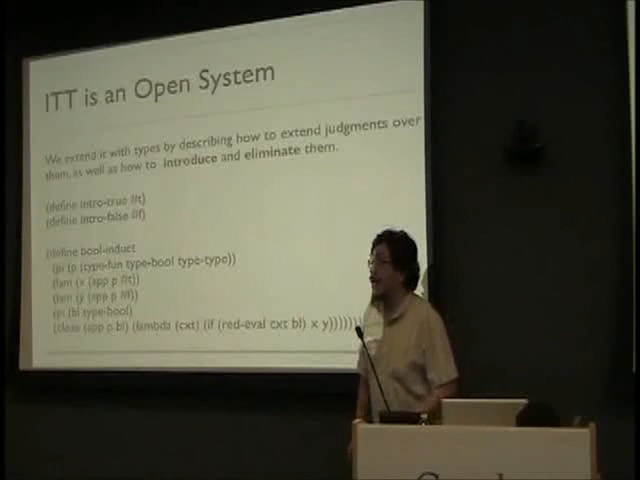 ITT is an Open System
We extend it with types by describing how to extend judgments over
them, as well as how to introduce and eliminate them.
(define intro-true #t)
(define intro-false #f)
(define bool-induct
(pi (p (type-fun type-bool type-type))
(lam (x (app p #t))
(lam (y (app p #f))
(pi (bl type-bool)
(close (app p bl) (lambda (cxt) (if (red-eval cxt bl) x y)))))))